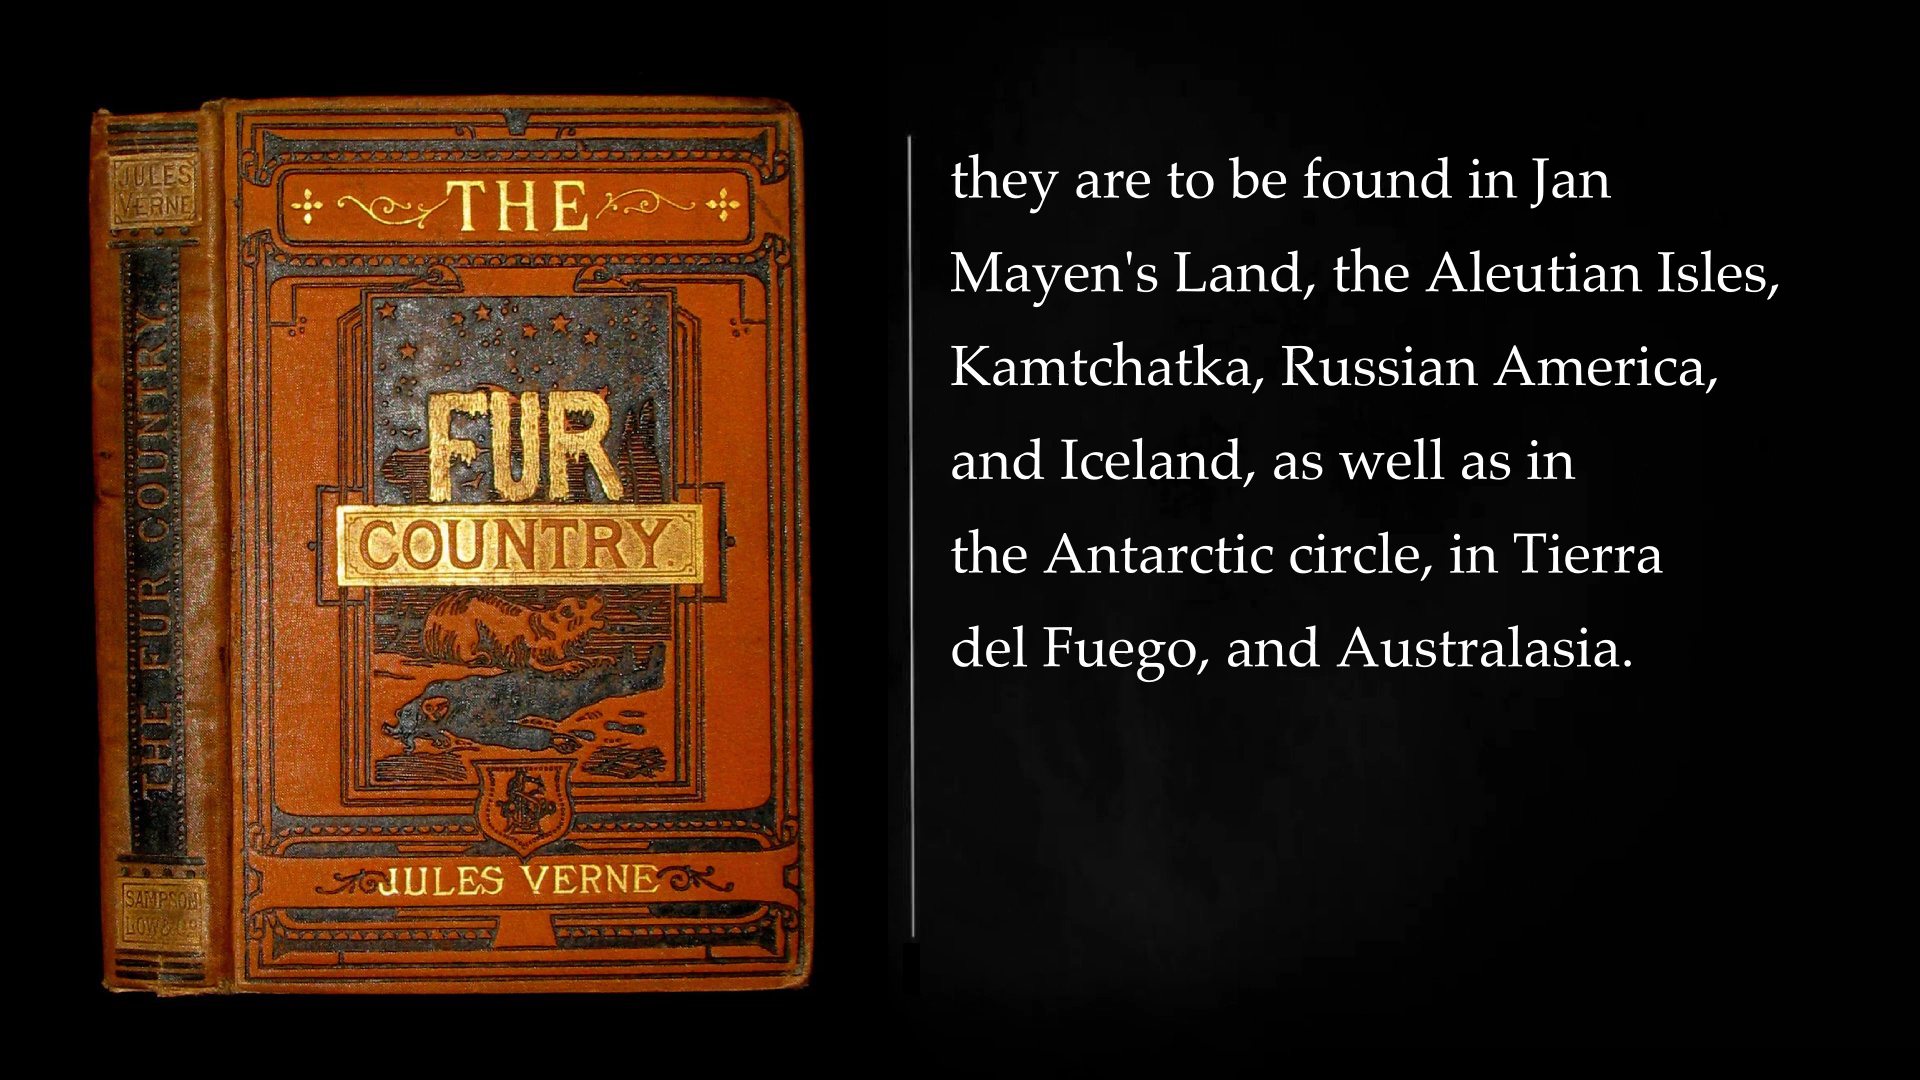 JULES
VERNE
THE FUR COUNTRY.
SAMPSON
LOW & Co
THE
FUR
COUNTRY.
JULES VERNE
they are to be found in Jan
Mayen's Land, the Aleutian Isles,
Kamtchatka, Russian America,
and Iceland, as well as in
the Antarctic circle, in Tierra
del Fuego, and Australasia.